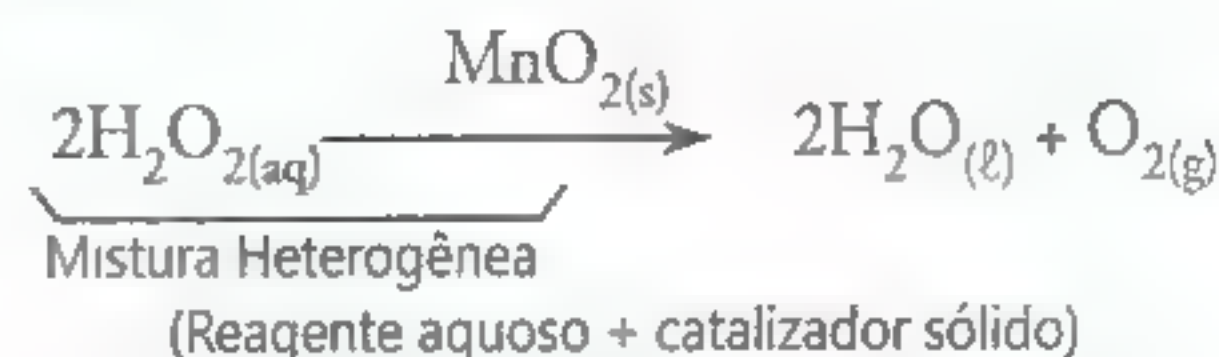 MnO₂(s)
2H₂O₂(aq) → 2H₂O(ℓ) + O₂(g)
Mistura Heterogênea
(Reagente aquoso + catalizador sólido)